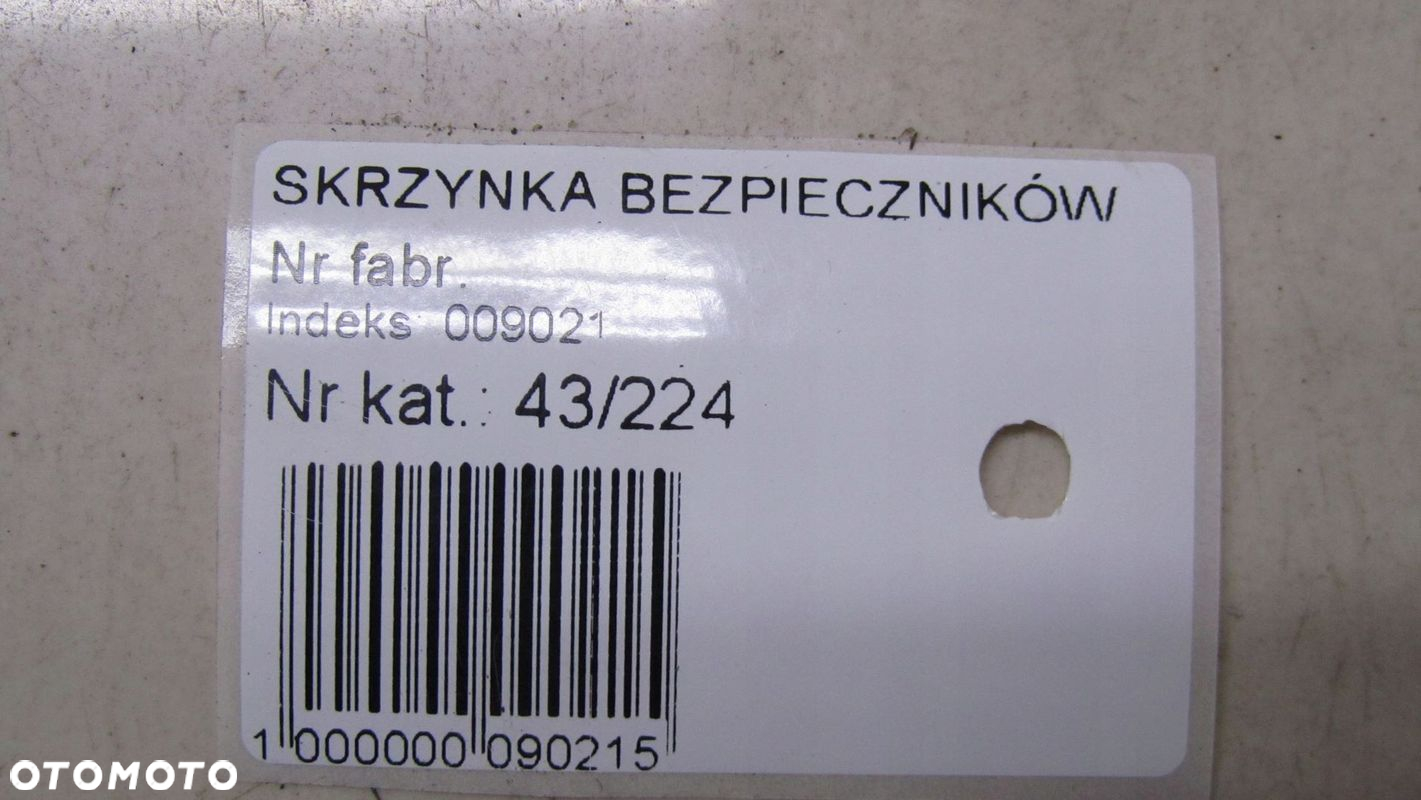 SKRZYNKA BEZPIECZNIKÓW
Nr fabr.
Indeks: 009021
Nr kat.: 43/224
1 000000 090215
OTOMOTO